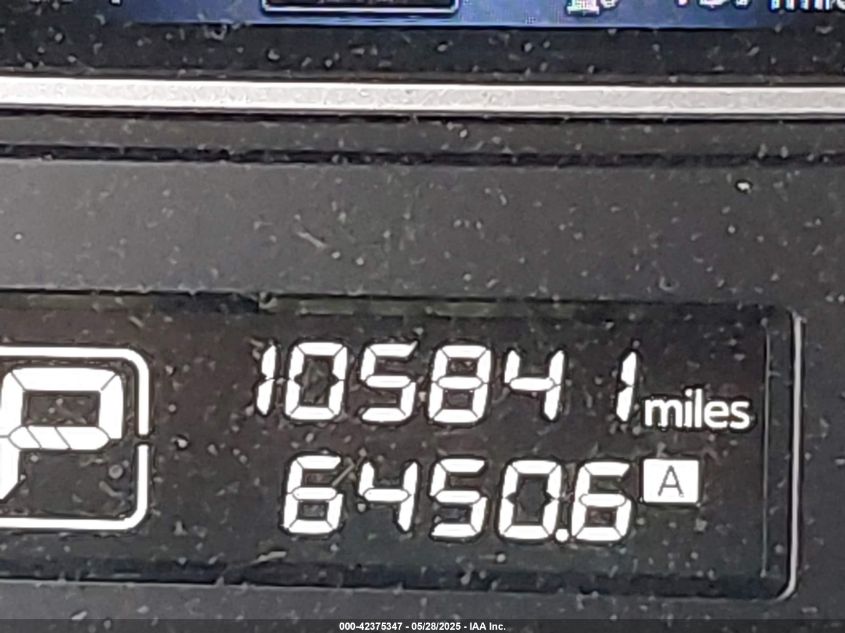 P
105841 miles
6450.6 A
000-42375347 - 05/28/2025 - IAA Inc.